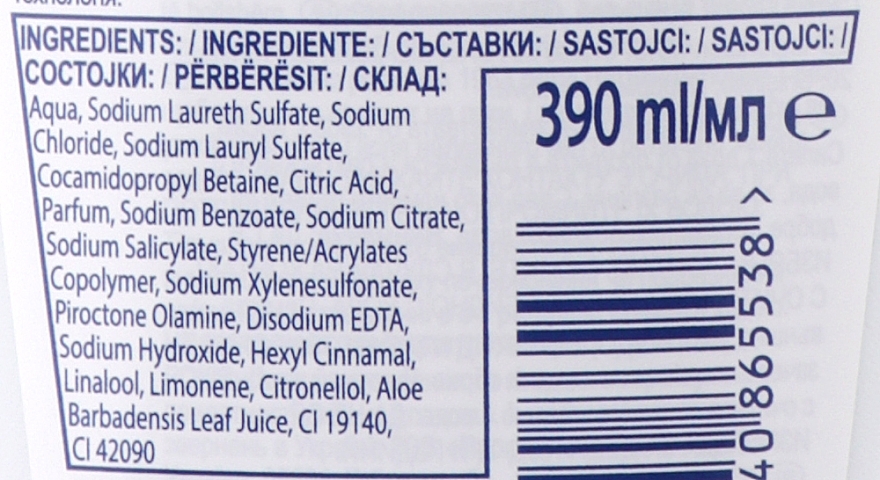 INGREDIENTS: / INGREDIENTE: / СЪСТАВКИ: / SASTOJCI: / SASTOJCI: /
СОСТОЈКИ: / PËRBËRËSIT: / СКЛАД:
Aqua, Sodium Laureth Sulfate, Sodium
Chloride, Sodium Lauryl Sulfate,
Cocamidopropyl Betaine, Citric Acid,
Parfum, Sodium Benzoate, Sodium Citrate,
Sodium Salicylate, Styrene/Acrylates
Copolymer, Sodium Xylenesulfonate,
Piroctone Olamine, Disodium EDTA,
Sodium Hydroxide, Hexyl Cinnamal,
Linalool, Limonene, Citronellol, Aloe
Barbadensis Leaf Juice, CI 19140,
CI 42090
390 ml/мл ℮
40865538 >